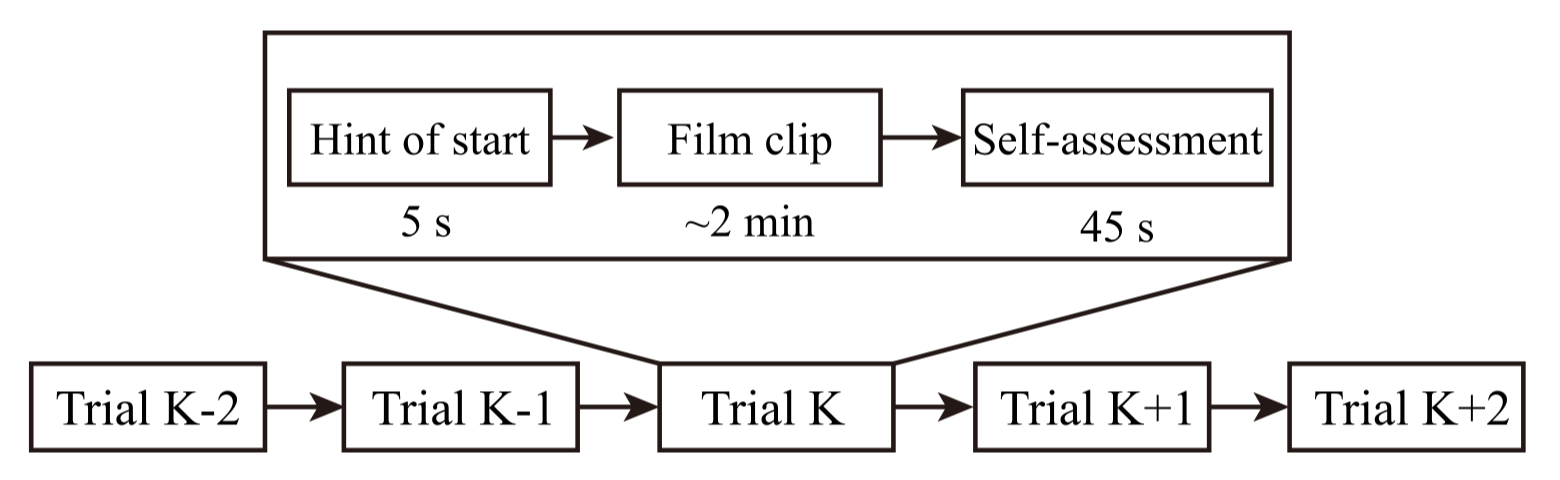 Hint of start
Film clip
Self-assessment
5 s
~2 min
45 s
Trial K-2
Trial K-1
Trial K
Trial K+1
Trial K+2